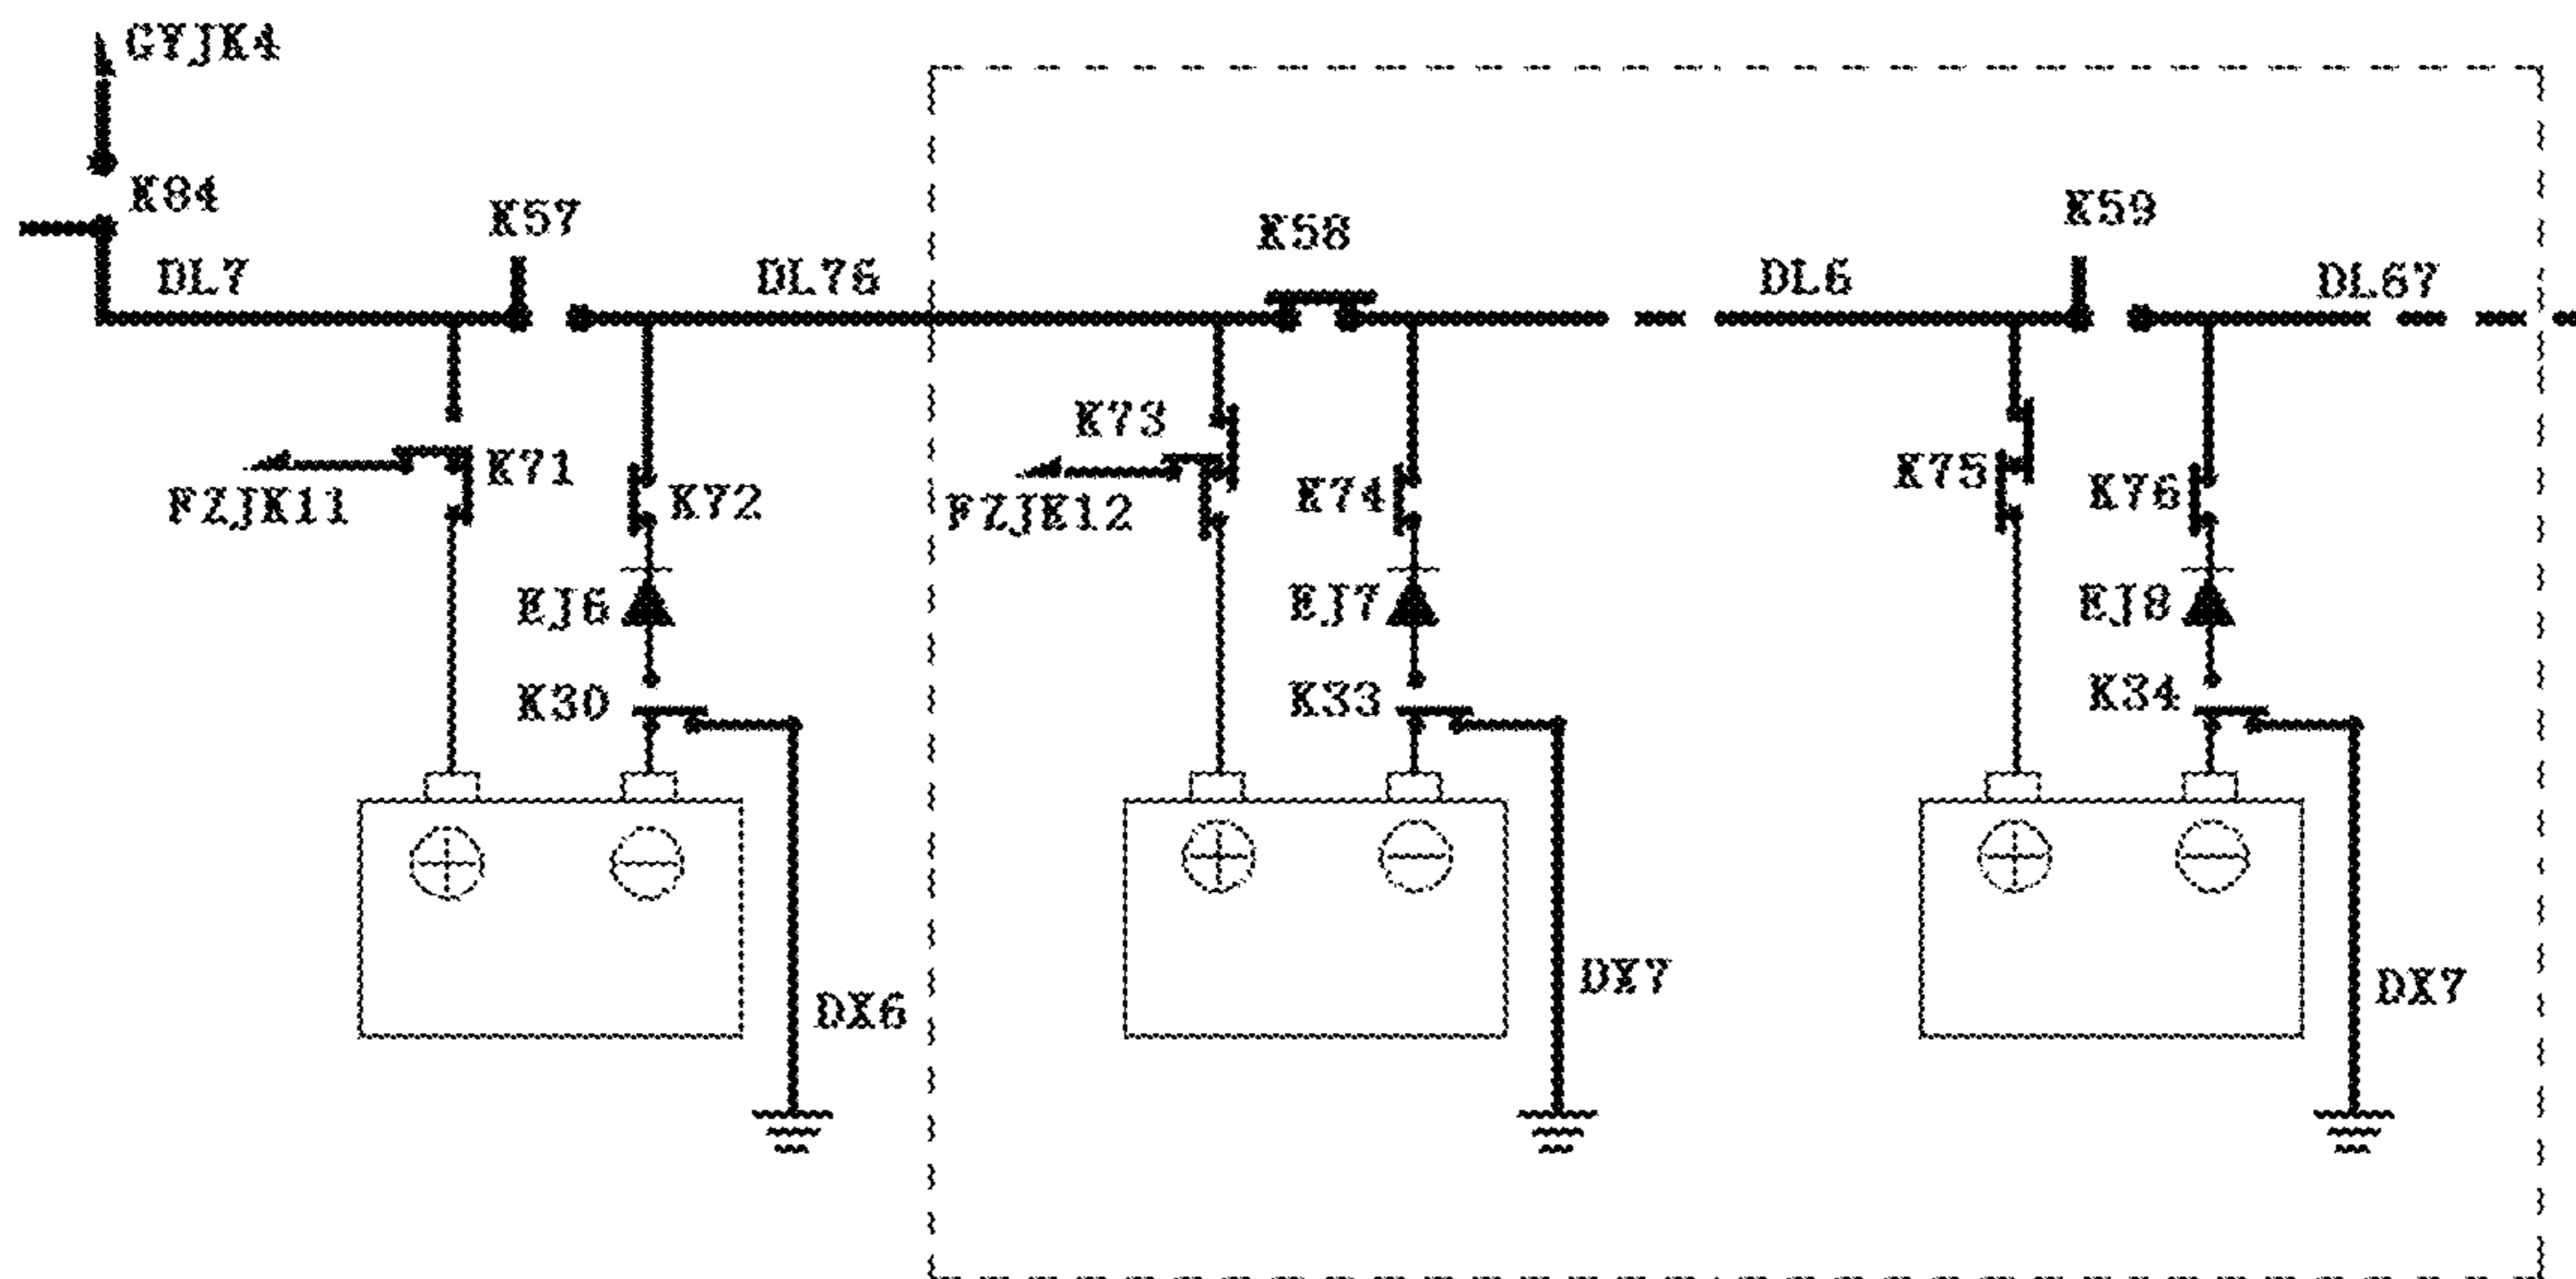 GYJK4
K84
K57
K58
K59
DL7
DL76
DL6
DL67
K73
K71
FZJK11
K72
FZJK12
K74
K75
K76
EJ6
EJ7
EJ8
K30
K33
K34
DX6
DX7
DX7